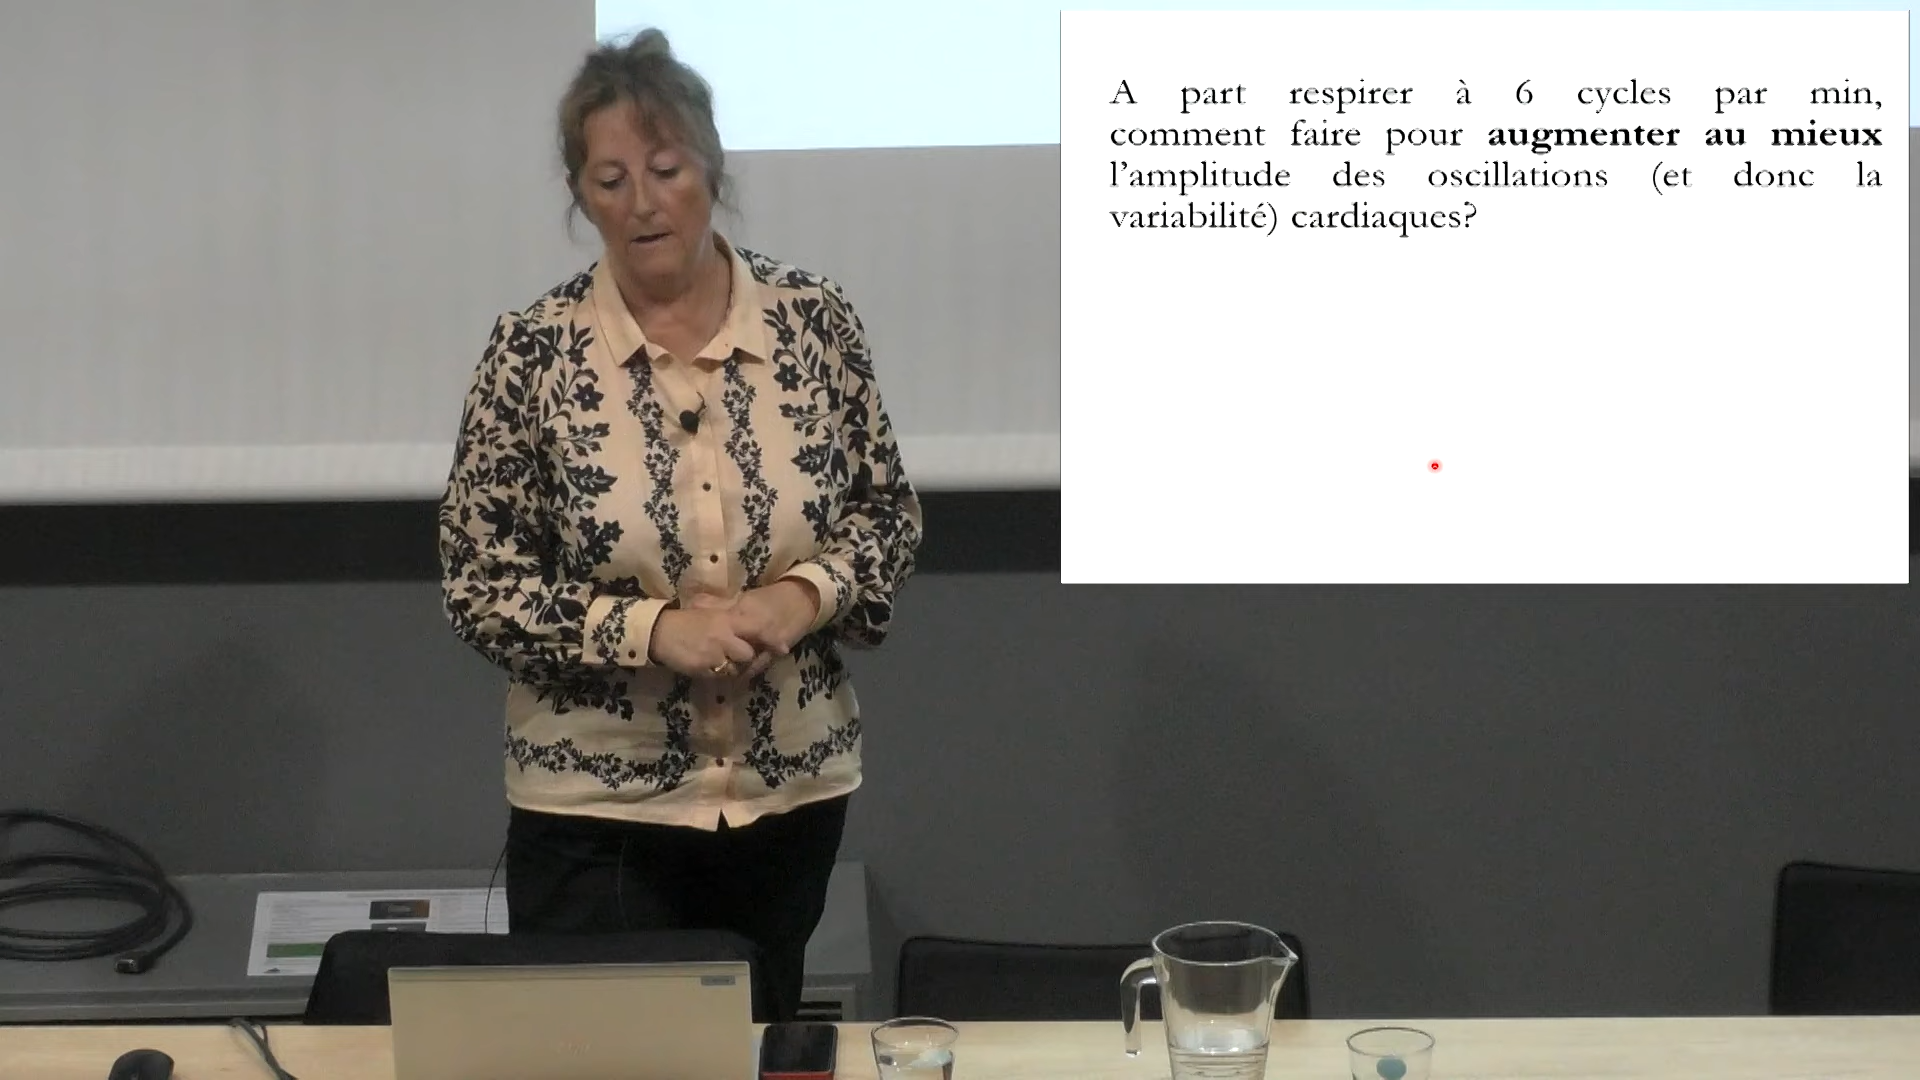 A part respirer à 6 cycles par min,
comment faire pour augmenter au mieux
l’amplitude des oscillations (et donc la
variabilité) cardiaques?